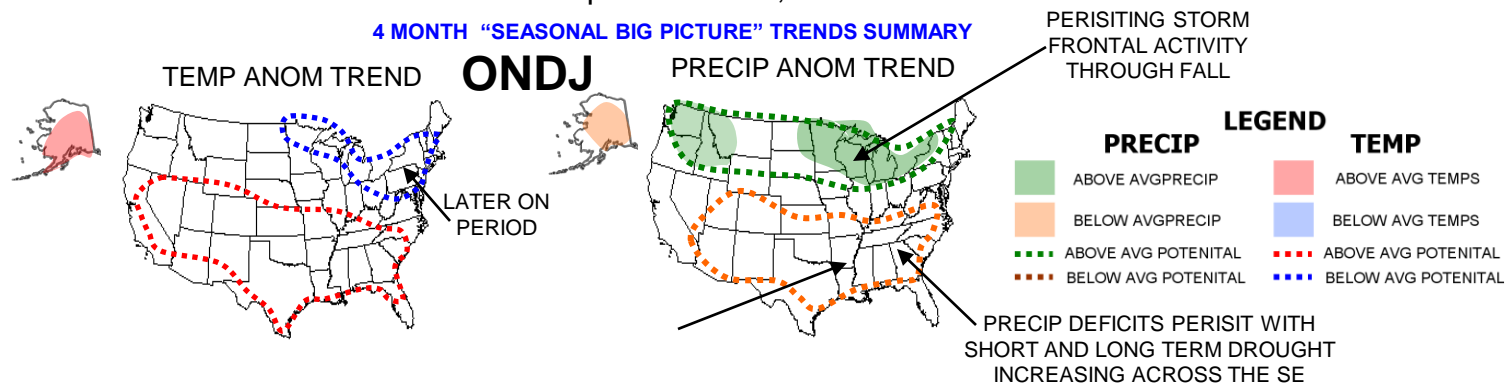 4 MONTH “SEASONAL BIG PICTURE” TRENDS SUMMARY
TEMP ANOM TREND
ONDJ
PRECIP ANOM TREND
PERISITING STORM
FRONTAL ACTIVITY
THROUGH FALL
LATER ON
PERIOD
LEGEND
PRECIP
TEMP
ABOVE AVGPRECIP
ABOVE AVG TEMPS
BELOW AVGPRECIP
BELOW AVG TEMPS
ABOVE AVG POTENITAL
ABOVE AVG POTENITAL
BELOW AVG POTENITAL
BELOW AVG POTENITAL
PRECIP DEFICITS PERISIT WITH
SHORT AND LONG TERM DROUGHT
INCREASING ACROSS THE SE